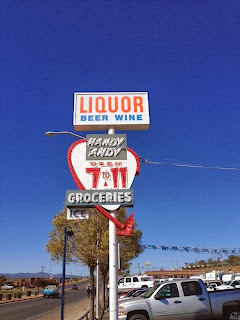 LIQUOR
BEER WINE
HANDY
ANDY
OPEN
7 TO 11
GROCERIES
ICE